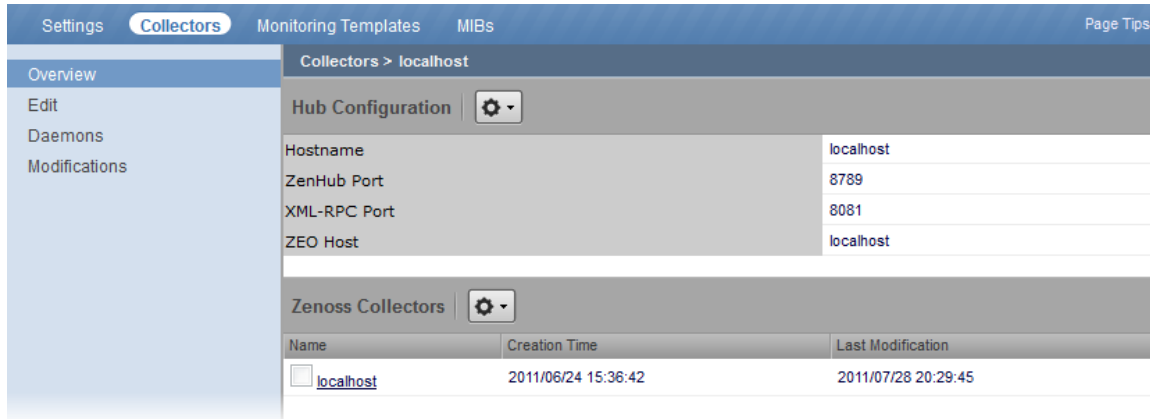 Settings Collectors Monitoring Templates MIBs Page Tips
Overview
Edit
Daemons
Modifications
Collectors > localhost
Hub Configuration
Hostname localhost
ZenHub Port 8789
XML-RPC Port 8081
ZEO Host localhost
Zenoss Collectors
Name Creation Time Last Modification
localhost 2011/06/24 15:36:42 2011/07/28 20:29:45